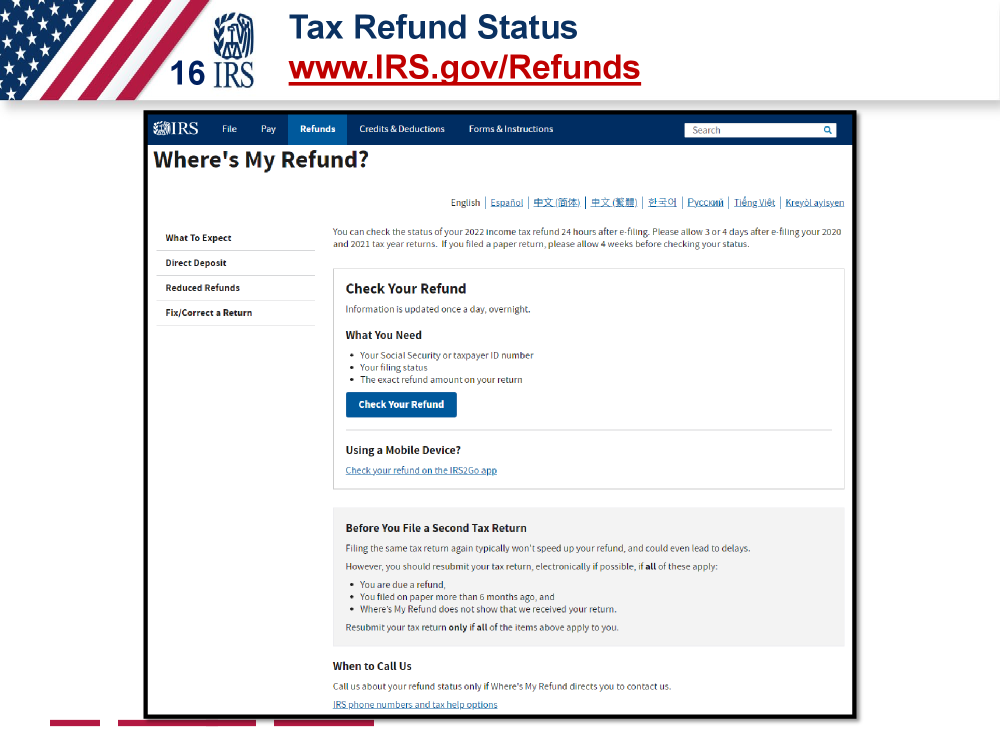 Tax Refund Status
www.IRS.gov/Refunds
16
IRS
IRS
File
Pay
Refunds
Credits & Deductions
Forms & Instructions
Search
Where's My Refund?
English | Español | 中文 (简体) | 中文 (繁體) | 한국어 | Русский | Tiếng Việt | Kreyòl ayisyen
What To Expect
Direct Deposit
Reduced Refunds
Fix/Correct a Return
You can check the status of your 2022 income tax refund 24 hours after e-filing. Please allow 3 or 4 days after e-filing your 2020
and 2021 tax year returns.  If you filed a paper return, please allow 4 weeks before checking your status.
Check Your Refund
Information is updated once a day, overnight.
What You Need
• Your Social Security or taxpayer ID number
• Your filing status
• The exact refund amount on your return
Check Your Refund
Using a Mobile Device?
Check your refund on the IRS2Go app
Before You File a Second Tax Return
Filing the same tax return again typically won't speed up your refund, and could even lead to delays.
However, you should resubmit your tax return, electronically if possible, if all of these apply:
• You are due a refund,
• You filed on paper more than 6 months ago, and
• Where's My Refund does not show that we received your return.
Resubmit your tax return only if all of the items above apply to you.
When to Call Us
Call us about your refund status only if Where's My Refund directs you to contact us.
IRS phone numbers and tax help options